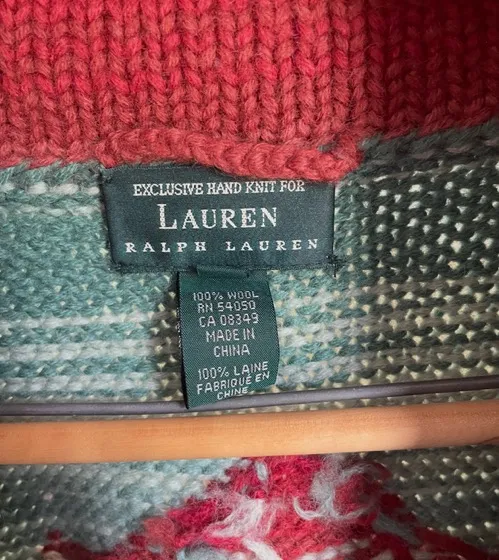 EXCLUSIVE HAND KNIT FOR
LAUREN
RALPH LAUREN
100% WOOL
RN 54050
CA 08349
MADE IN
CHINA
100% LAINE
FABRIQUÉ EN
CHINE